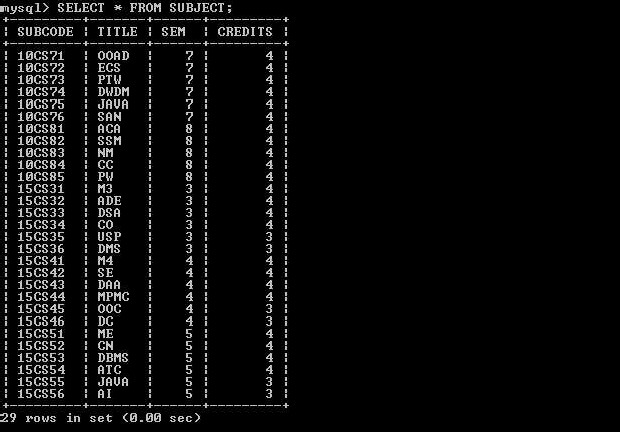 mysql> SELECT * FROM SUBJECT;
+---------+-------+------+---------+
| SUBCODE | TITLE | SEM  | CREDITS |
+---------+-------+------+---------+
| 10CS71  | OOAD  |    7 |       4 |
| 10CS72  | ECS   |    7 |       4 |
| 10CS73  | PTW   |    7 |       4 |
| 10CS74  | DWDM  |    7 |       4 |
| 10CS75  | JAVA  |    7 |       4 |
| 10CS76  | SAN   |    7 |       4 |
| 10CS81  | ACA   |    8 |       4 |
| 10CS82  | SSM   |    8 |       4 |
| 10CS83  | NM    |    8 |       4 |
| 10CS84  | CC    |    8 |       4 |
| 10CS85  | PW    |    8 |       4 |
| 15CS31  | M3    |    3 |       4 |
| 15CS32  | ADE   |    3 |       4 |
| 15CS33  | DSA   |    3 |       4 |
| 15CS34  | CO    |    3 |       4 |
| 15CS35  | USP   |    3 |       3 |
| 15CS36  | DMS   |    3 |       3 |
| 15CS41  | M4    |    4 |       4 |
| 15CS42  | SE    |    4 |       4 |
| 15CS43  | DAA   |    4 |       4 |
| 15CS44  | MPMC  |    4 |       4 |
| 15CS45  | OOC   |    4 |       3 |
| 15CS46  | DC    |    4 |       3 |
| 15CS51  | ME    |    5 |       4 |
| 15CS52  | CN    |    5 |       4 |
| 15CS53  | DBMS  |    5 |       4 |
| 15CS54  | ATC   |    5 |       4 |
| 15CS55  | JAVA  |    5 |       3 |
| 15CS56  | AI    |    5 |       3 |
+---------+-------+------+---------+
29 rows in set (0.00 sec)